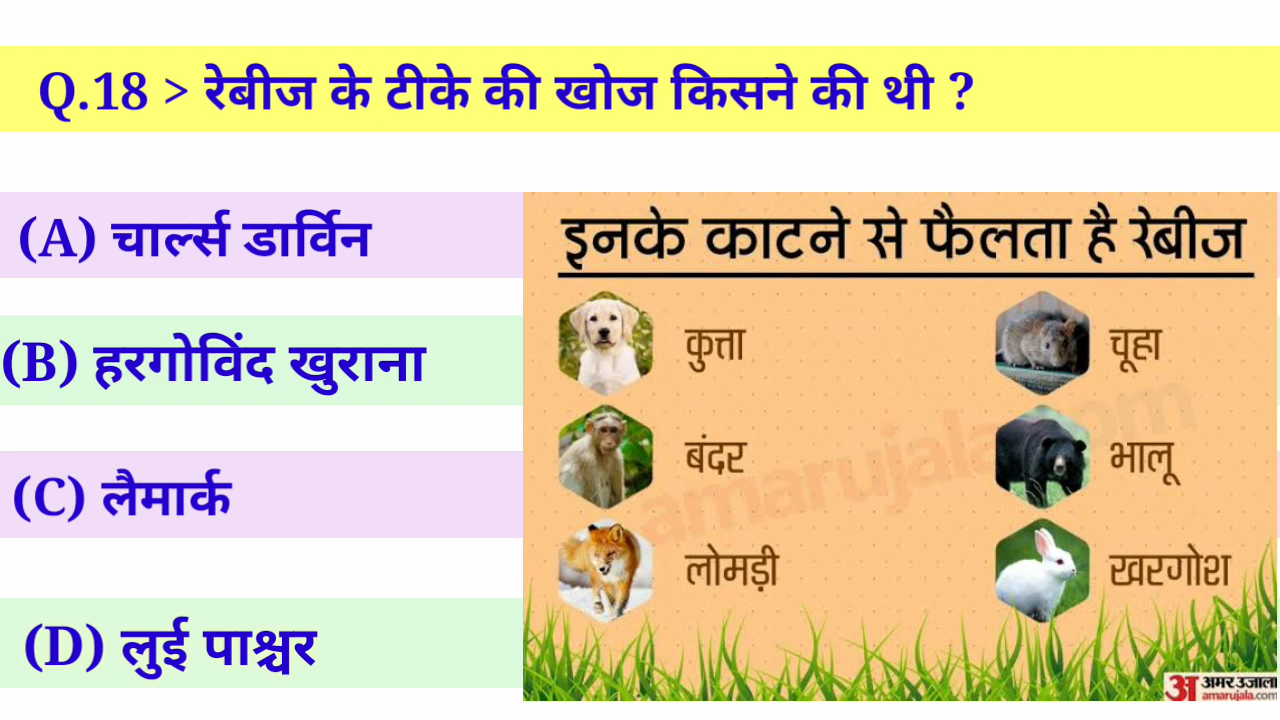 Q.18 > रेबीज के टीके की खोज किसने की थी ?
(A) चार्ल्स डार्विन
(B) हरगोविंद खुराना
(C) लैमार्क
(D) लुई पाश्चर
इनके काटने से फैलता है रेबीज
कुत्ता
चूहा
बंदर
भालू
लोमड़ी
खरगोश
amarujala.com
अ अमर उजाला
amarujala.com